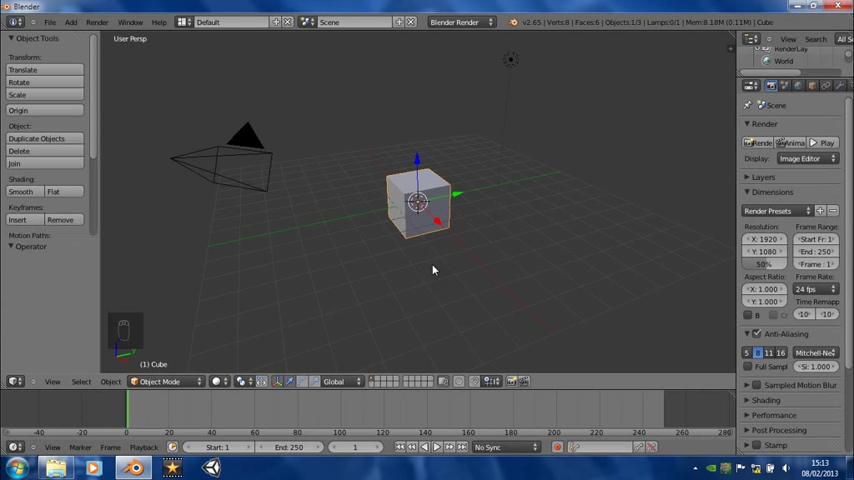 Blender
File Add Render Window Help
Default
Scene
Blender Render
v2.65 | Verts:8 | Faces:6 | Objects:1/3 | Lamps:0/1 | Mem:8.18M (0.11M) | Cube
View Search All S
Object Tools
User Persp
RenderLay
World
Transform:
Translate
Rotate
Scale
Origin
Object:
Duplicate Objects
Delete
Join
Shading:
Smooth Flat
Keyframes:
Insert Remove
Motion Paths:
Operator
Scene
Render
Rende Anima Play
Display: Image Editor
Layers
Dimensions
Render Presets
Resolution: Frame Range:
X: 1920 Start Fr: 1
Y: 1080 End : 250
50% Frame : 1
Aspect Ratio: Frame Rate:
X: 1.000 24 fps
Y: 1.000 Time Remapp
B Cr 10 10
Anti-Aliasing
5 8 11 16 Mitchell-Ne
Full Sampl Si: 1.000
Sampled Motion Blur
Shading
Performance
Post Processing
Stamp
(1) Cube
View Select Object Object Mode Global
-40 -20 0 20 40 60 80 100 120 140 160 180 200 220 240 260 280
View Marker Frame Playback Start: 1 End: 250 1 No Sync
15:13
08/02/2013